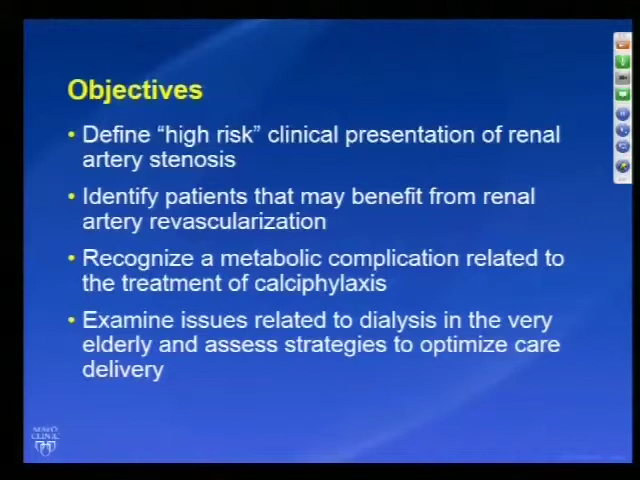 Objectives
• Define “high risk” clinical presentation of renal
artery stenosis
• Identify patients that may benefit from renal
artery revascularization
• Recognize a metabolic complication related to
the treatment of calciphylaxis
• Examine issues related to dialysis in the very
elderly and assess strategies to optimize care
delivery
MAYO
CLINIC